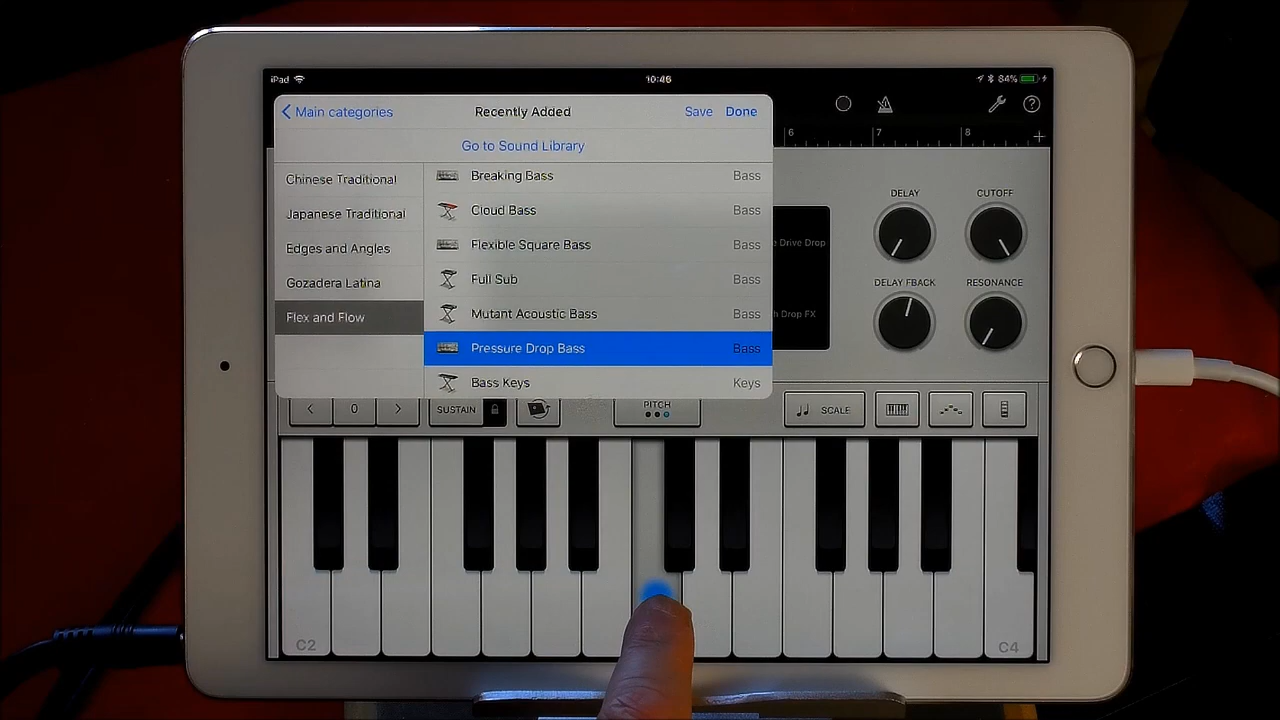 iPad 10:46 84%
Main categories Recently Added Save Done
Go to Sound Library
Chinese Traditional
Japanese Traditional
Edges and Angles
Gozadera Latina
Flex and Flow
Breaking Bass Bass
Cloud Bass Bass
Flexible Square Bass Bass
Full Sub Bass
Mutant Acoustic Bass Bass
Pressure Drop Bass Bass
Bass Keys Keys
6 7 8 +
DELAY CUTOFF
e Drive Drop
DELAY FBACK RESONANCE
h Drop FX
0 SUSTAIN PITCH SCALE
C2 C4